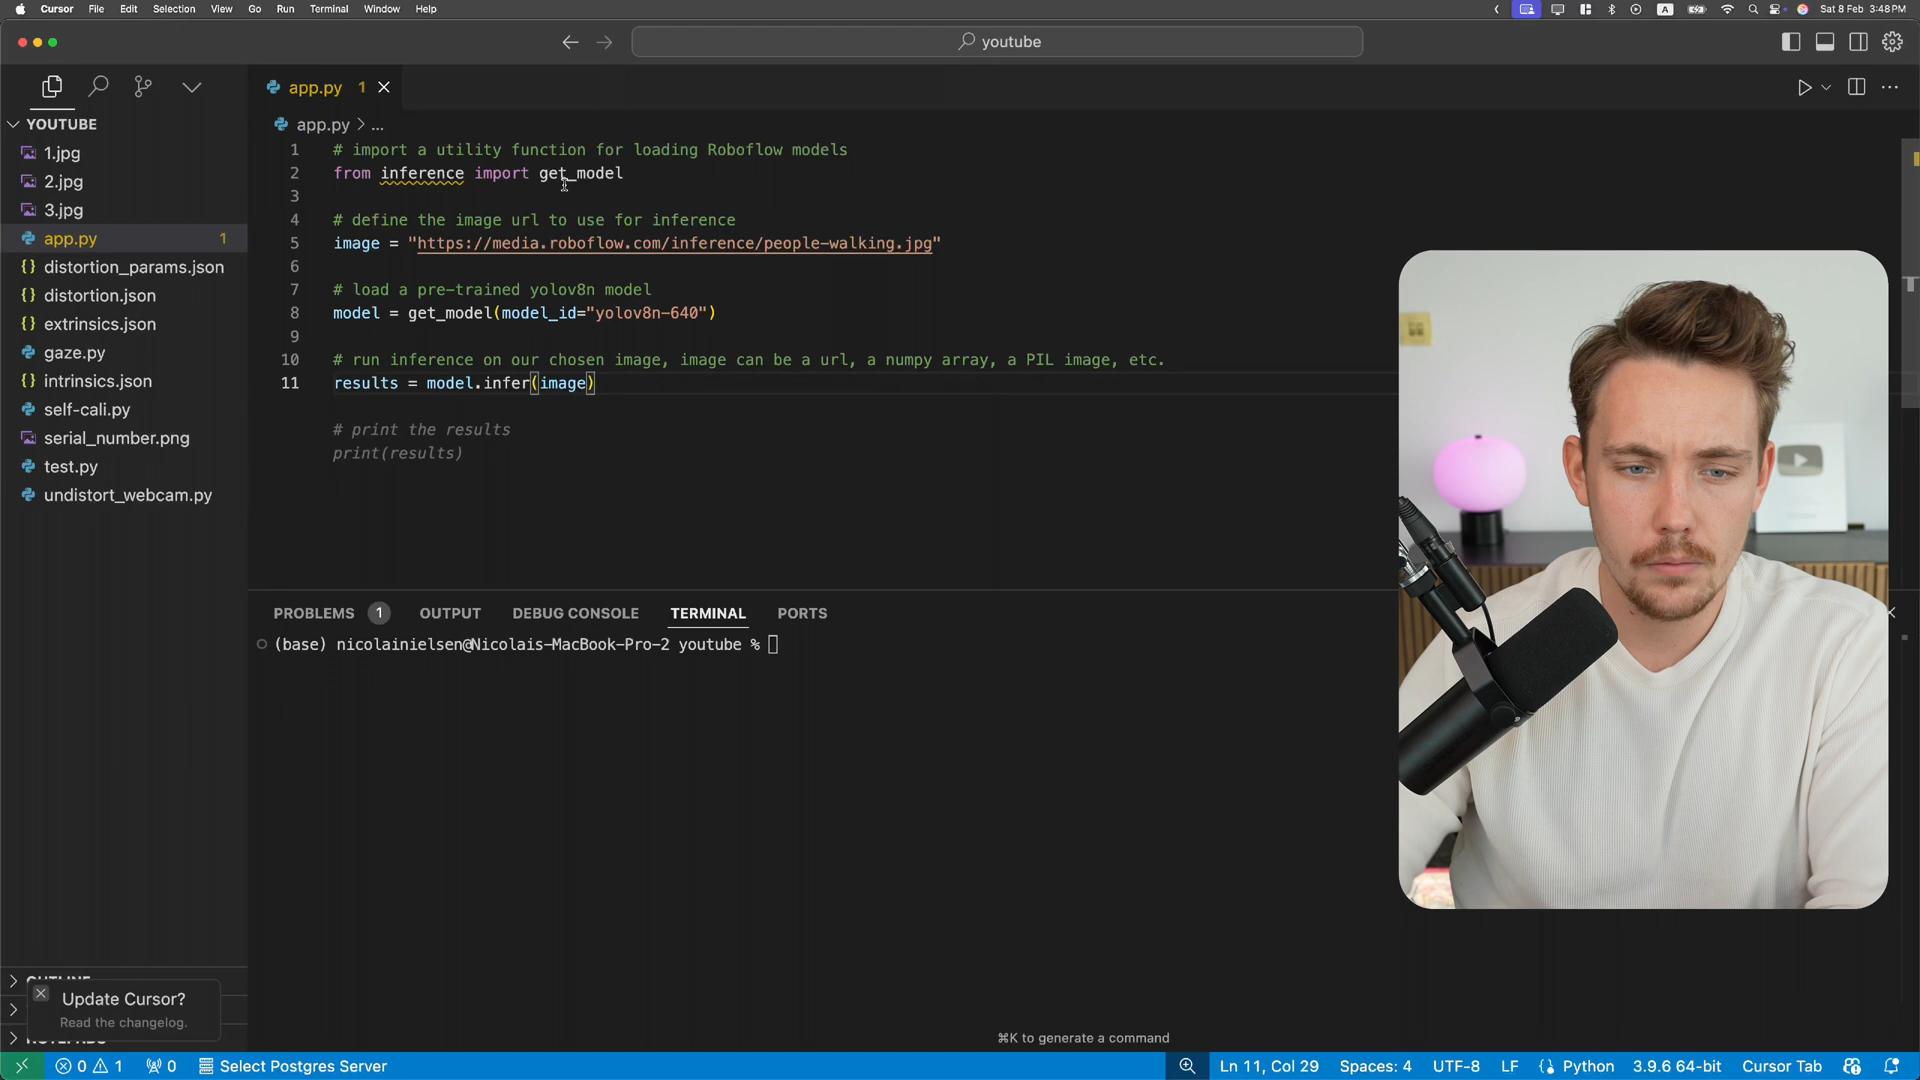 Cursor File Edit Selection View Go Run Terminal Window Help
A
Sat 8 Feb 3:48 PM
youtube
app.py 1
YOUTUBE
1.jpg
2.jpg
3.jpg
app.py 1
distortion_params.json
distortion.json
extrinsics.json
gaze.py
intrinsics.json
self-cali.py
serial_number.png
test.py
undistort_webcam.py
app.py > ...
1 # import a utility function for loading Roboflow models
2 from inference import get_model
3
4 # define the image url to use for inference
5 image = "https://media.roboflow.com/inference/people-walking.jpg"
6
7 # load a pre-trained yolov8n model
8 model = get_model(model_id="yolov8n-640")
9
10 # run inference on our chosen image, image can be a url, a numpy array, a PIL image, etc.
11 results = model.infer(image)
# print the results
print(results)
PROBLEMS 1 OUTPUT DEBUG CONSOLE TERMINAL PORTS
(base) nicolainielsen@Nicolais-MacBook-Pro-2 youtube %
OUTLINE
Update Cursor?
Read the changelog.
⌘K to generate a command
0 1 0 Select Postgres Server
Ln 11, Col 29 Spaces: 4 UTF-8 LF {} Python 3.9.6 64-bit Cursor Tab